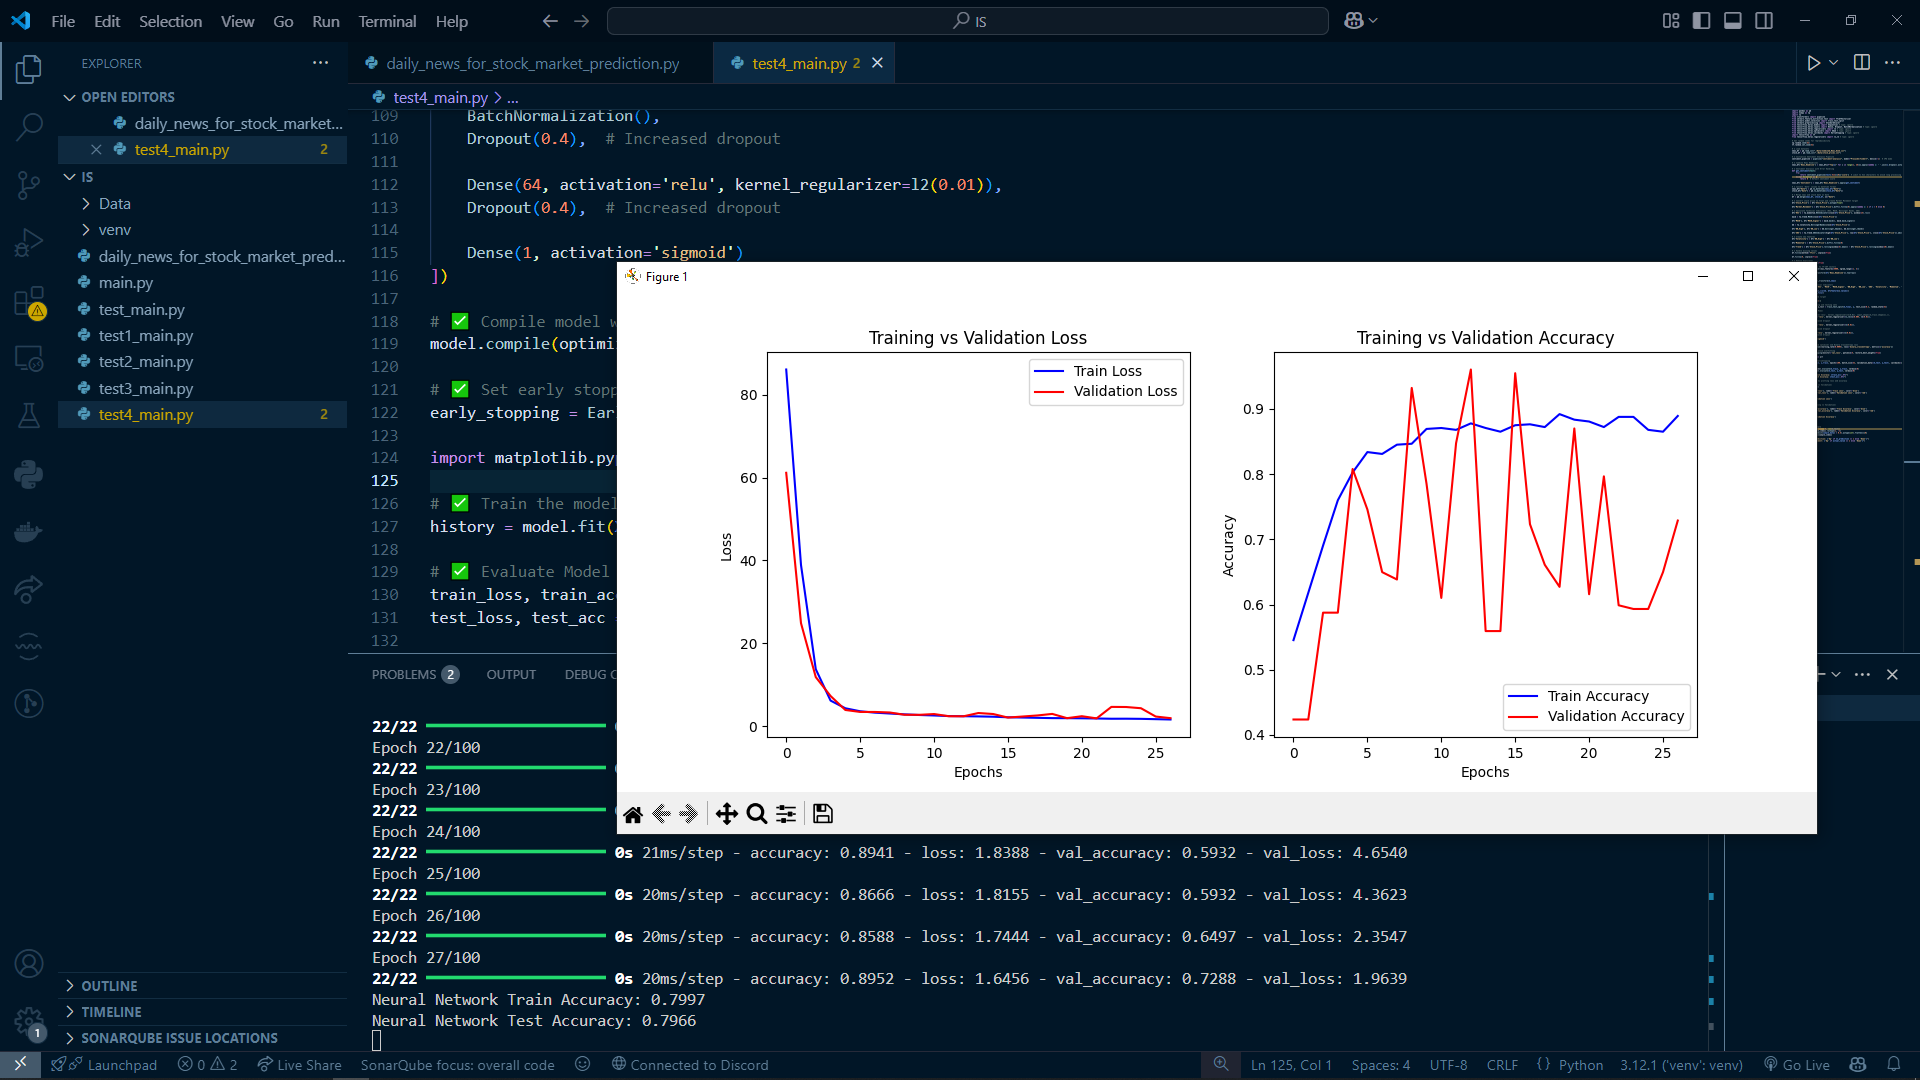 File Edit Selection View Go Run Terminal Help
IS
EXPLORER
OPEN EDITORS
daily_news_for_stock_market...
test4_main.py 2
IS
Data
venv
daily_news_for_stock_market_pred...
main.py
test_main.py
test1_main.py
test2_main.py
test3_main.py
test4_main.py 2
OUTLINE
TIMELINE
SONARQUBE ISSUE LOCATIONS
daily_news_for_stock_market_prediction.py
test4_main.py 2
test4_main.py > ...
109 BatchNormalization(),
110 Dropout(0.4), # Increased dropout
111
112 Dense(64, activation='relu', kernel_regularizer=l2(0.01)),
113 Dropout(0.4), # Increased dropout
114
115 Dense(1, activation='sigmoid')
116 ])
117
118 # ✅ Compile model
119 model.compile(optimi
120
121 # ✅ Set early stopp
122 early_stopping = Ear
123
124 import matplotlib.py
125
126 # ✅ Train the model
127 history = model.fit(
128
129 # ✅ Evaluate Model
130 train_loss, train_ac
131 test_loss, test_acc
132
Figure 1
Training vs Validation Loss
Train Loss
Validation Loss
80
60
40
20
0
Loss
0 5 10 15 20 25
Epochs
Training vs Validation Accuracy
0.9
0.8
0.7
0.6
0.5
0.4
Accuracy
Train Accuracy
Validation Accuracy
0 5 10 15 20 25
Epochs
PROBLEMS 2 OUTPUT DEBUG C
22/22
Epoch 22/100
22/22
Epoch 23/100
22/22
Epoch 24/100
22/22 0s 21ms/step - accuracy: 0.8941 - loss: 1.8388 - val_accuracy: 0.5932 - val_loss: 4.6540
Epoch 25/100
22/22 0s 20ms/step - accuracy: 0.8666 - loss: 1.8155 - val_accuracy: 0.5932 - val_loss: 4.3623
Epoch 26/100
22/22 0s 20ms/step - accuracy: 0.8588 - loss: 1.7444 - val_accuracy: 0.6497 - val_loss: 2.3547
Epoch 27/100
22/22 0s 20ms/step - accuracy: 0.8952 - loss: 1.6456 - val_accuracy: 0.7288 - val_loss: 1.9639
Neural Network Train Accuracy: 0.7997
Neural Network Test Accuracy: 0.7966
1
Launchpad 0 2 Live Share SonarQube focus: overall code Connected to Discord Ln 125, Col 1 Spaces: 4 UTF-8 CRLF {} Python 3.12.1 ('venv': venv) Go Live